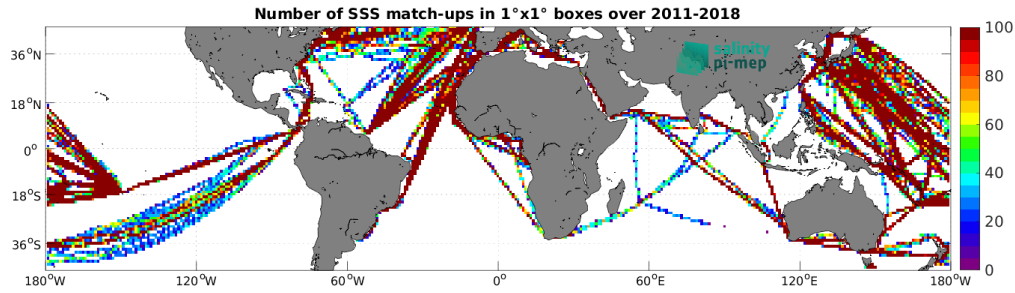 Number of SSS match-ups in 1°x1° boxes over 2011-2018
salinity
pi-mep
36°N
18°N
0°
18°S
36°S
180°W
120°W
60°W
0°
60°E
120°E
180°W
100
80
60
40
20
0